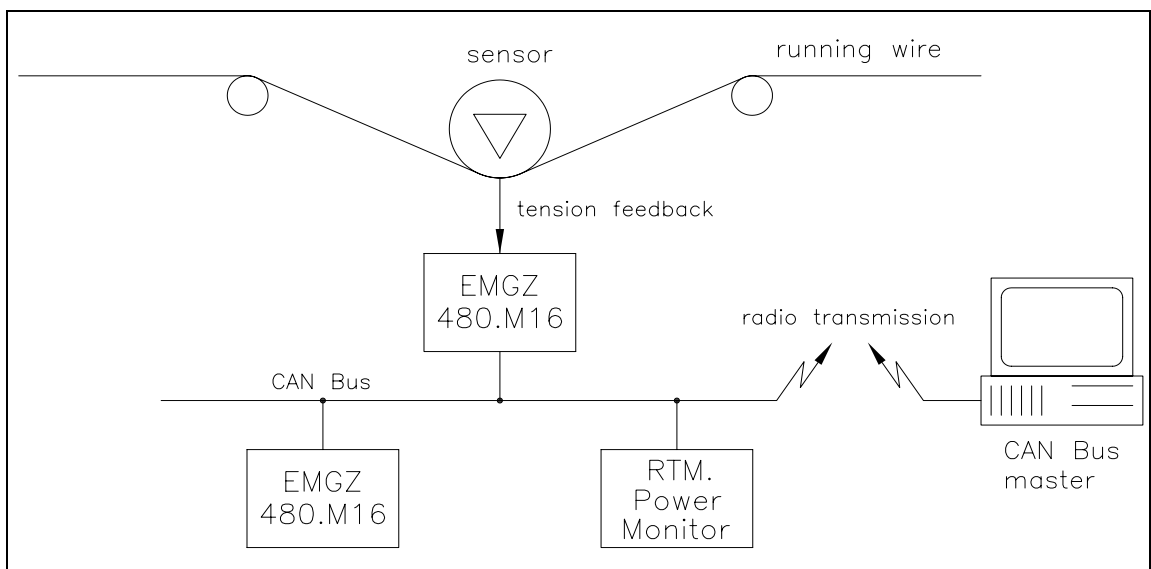 sensor
running wire
tension feedback
EMGZ
480.M16
radio transmission
CAN Bus
EMGZ
480.M16
RTM.
Power
Monitor
CAN Bus
master